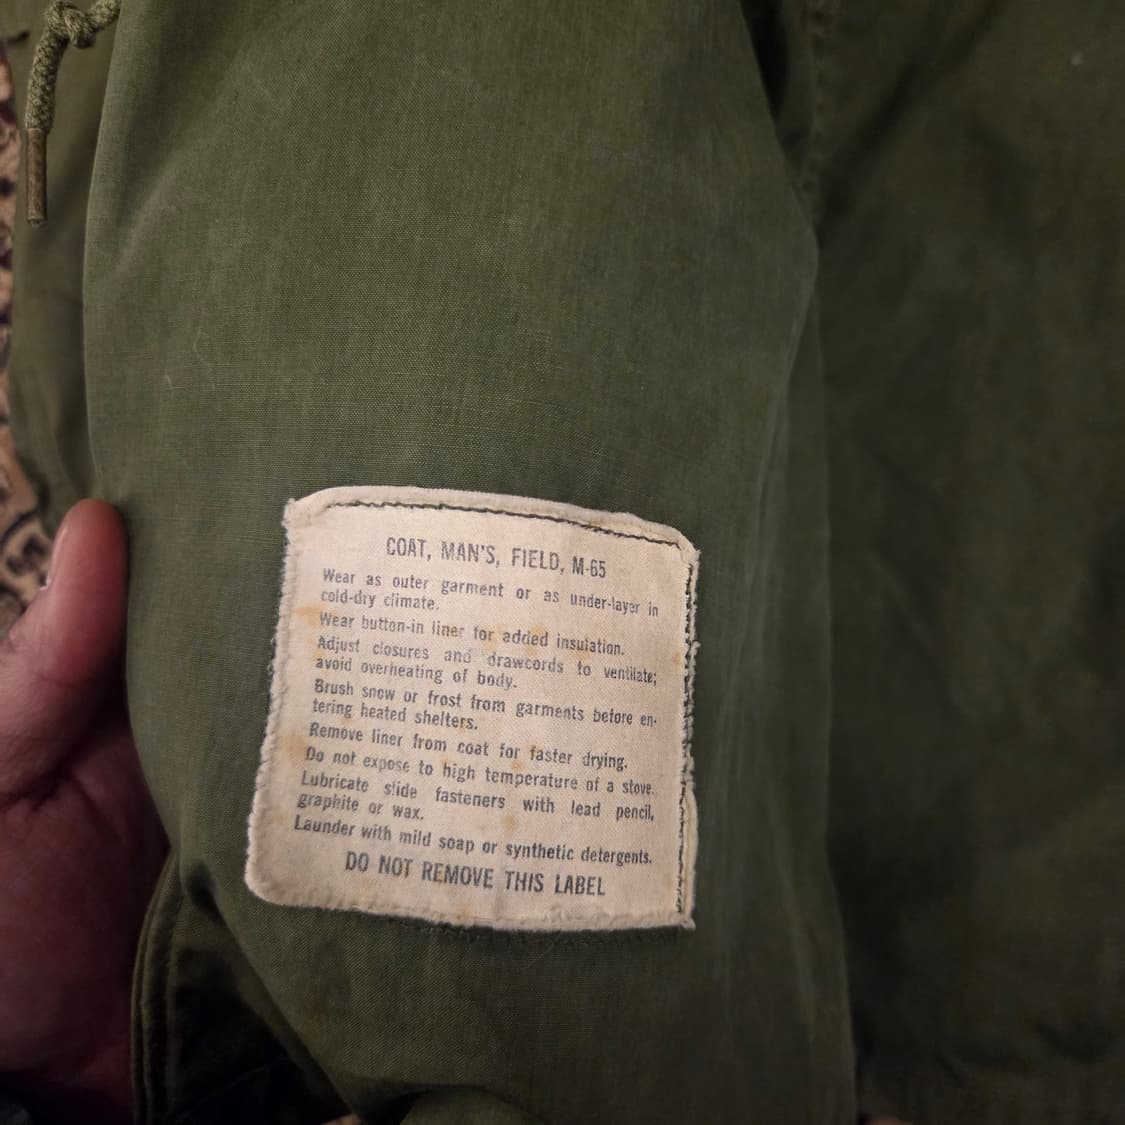 COAT, MAN'S, FIELD, M-65
Wear as outer garment or as under-layer in
cold-dry climate.
Wear button-in liner for added insulation.
Adjust closures and drawcords to ventilate;
avoid overheating of body.
Brush snow or frost from garments before en-
tering heated shelters.
Remove liner from coat for faster drying.
Do not expose to high temperature of a stove.
Lubricate slide fasteners with lead pencil,
graphite or wax.
Launder with mild soap or synthetic detergents.
DO NOT REMOVE THIS LABEL